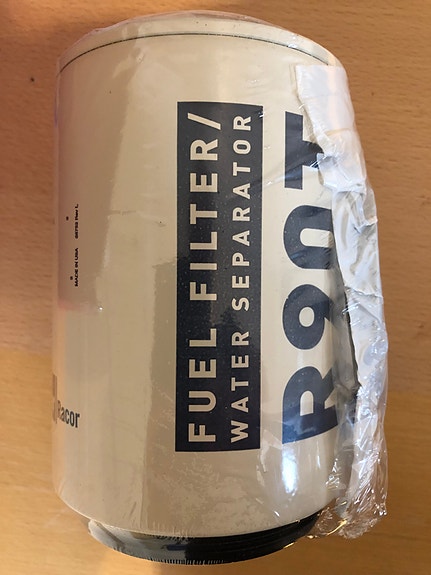 FUEL FILTER/
WATER SEPARATOR
R90T
Racor
MADE IN USA